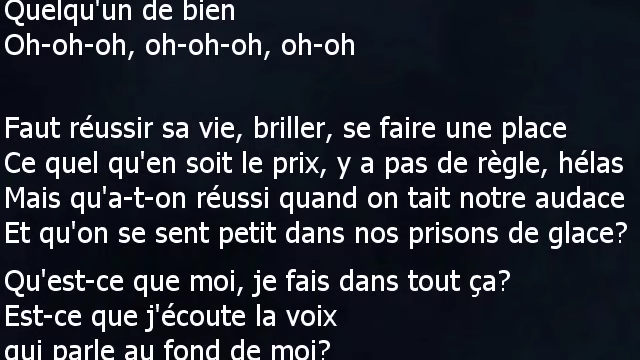 Quelqu'un de bien
Oh-oh-oh, oh-oh-oh, oh-oh
Faut réussir sa vie, briller, se faire une place
Ce quel qu'en soit le prix, y a pas de règle, hélas
Mais qu'a-t-on réussi quand on tait notre audace
Et qu'on se sent petit dans nos prisons de glace?
Qu'est-ce que moi, je fais dans tout ça?
Est-ce que j'écoute la voix
qui parle au fond de moi?